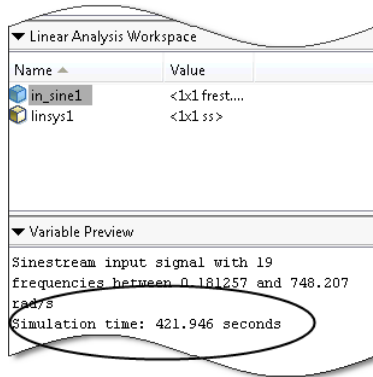 ▼ Linear Analysis Workspace
Name ▲ Value
in_sine1 <1x1 frest....
linsys1 <1x1 ss>
▼ Variable Preview
Sinestream input signal with 19
frequencies between 0.181257 and 748.207
rad/s
Simulation time: 421.946 seconds